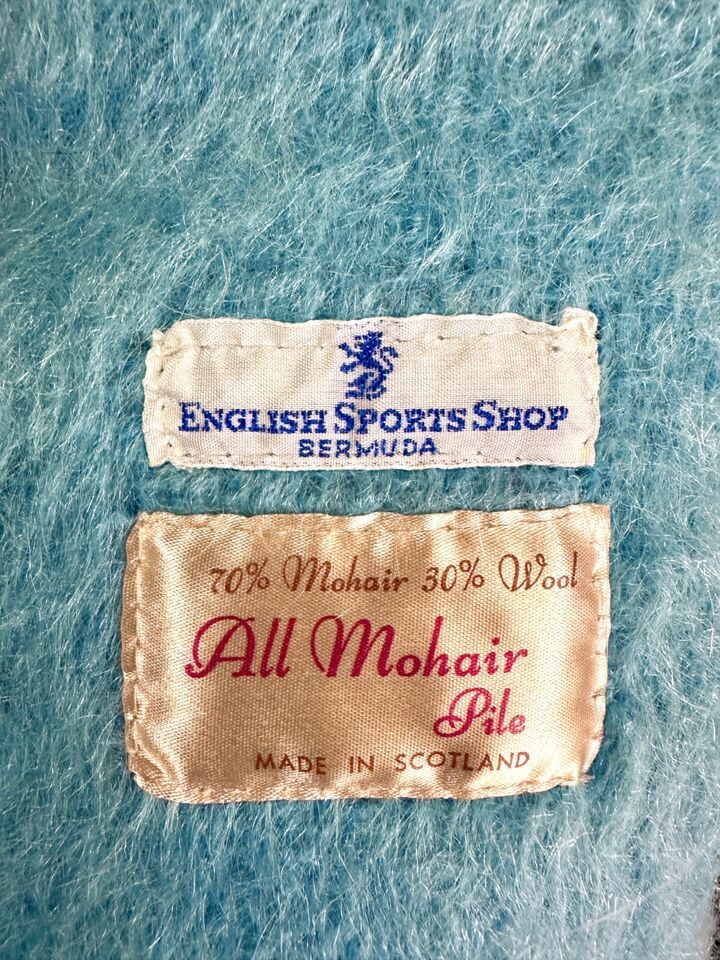 English Sports Shop
BERMUDA
70% Mohair 30% Wool
All Mohair
Pile
MADE IN SCOTLAND